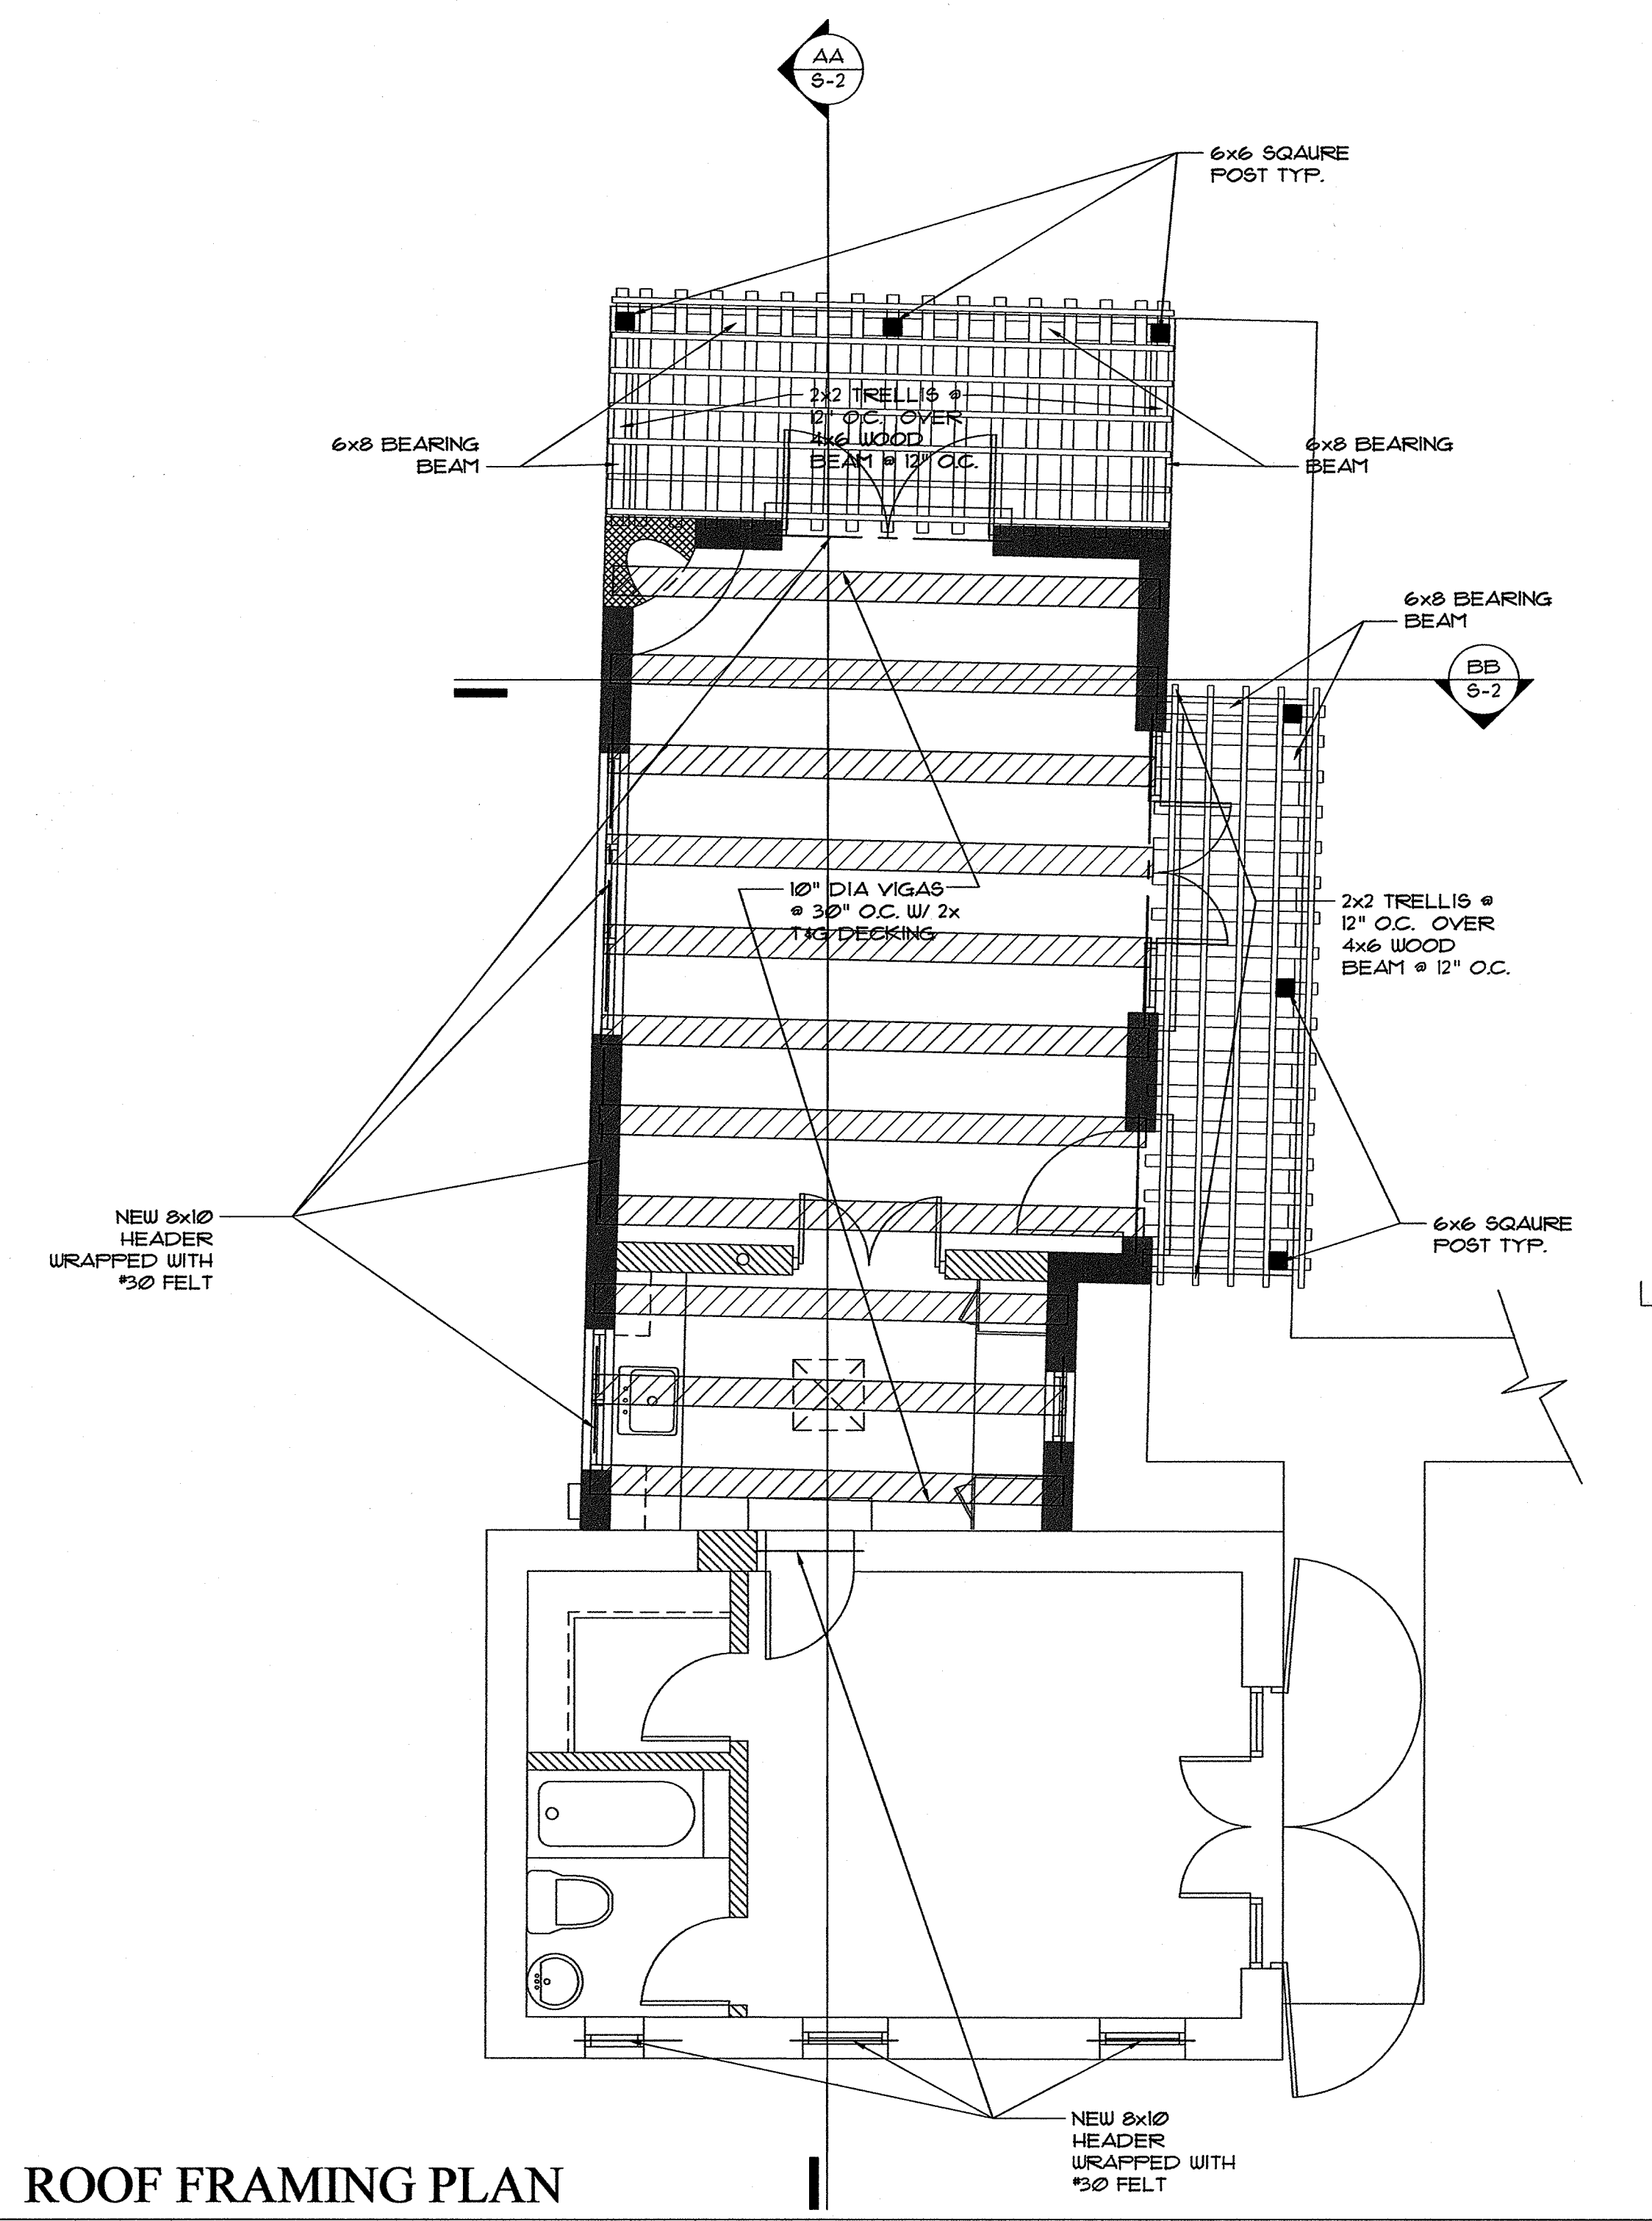 AA
S-2
6x6 SQAURE
POST TYP.
2x2 TRELLIS @
12" O.C. OVER
4x6 WOOD
BEAM @ 12" O.C.
6x8 BEARING
BEAM
6x8 BEARING
BEAM
6x8 BEARING
BEAM
BB
S-2
10" DIA VIGAS
@ 30" O.C. W/ 2x
T&G DECKING
2x2 TRELLIS @
12" O.C. OVER
4x6 WOOD
BEAM @ 12" O.C.
NEW 8x10
HEADER
WRAPPED WITH
#30 FELT
6x6 SQAURE
POST TYP.
NEW 8x10
HEADER
WRAPPED WITH
#30 FELT
ROOF FRAMING PLAN